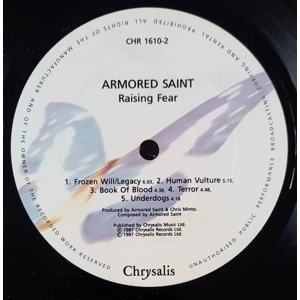 CHR 1610-2
ALL RIGHTS OF THE MANUFACTURER AND OF THE OWNER OF THE RECORDED WORK RESERVED
UNAUTHORISED PUBLIC PERFORMANCE BROADCASTING COPYING AND RENTAL PROHIBITED
ARMORED SAINT
Raising Fear
1. Frozen Will/Legacy 6.03, 2. Human Vulture 5.15,
3. Book Of Blood 4.38, 4. Terror 4.48,
5. Underdogs 4.18
Produced by Armored Saint & Chris Minto.
Composed by Armored Saint
Published by Chrysalis Music Ltd.
Ⓟ 1987 Chrysalis Records Ltd.
© 1987 Chrysalis Records Ltd.
Chrysalis